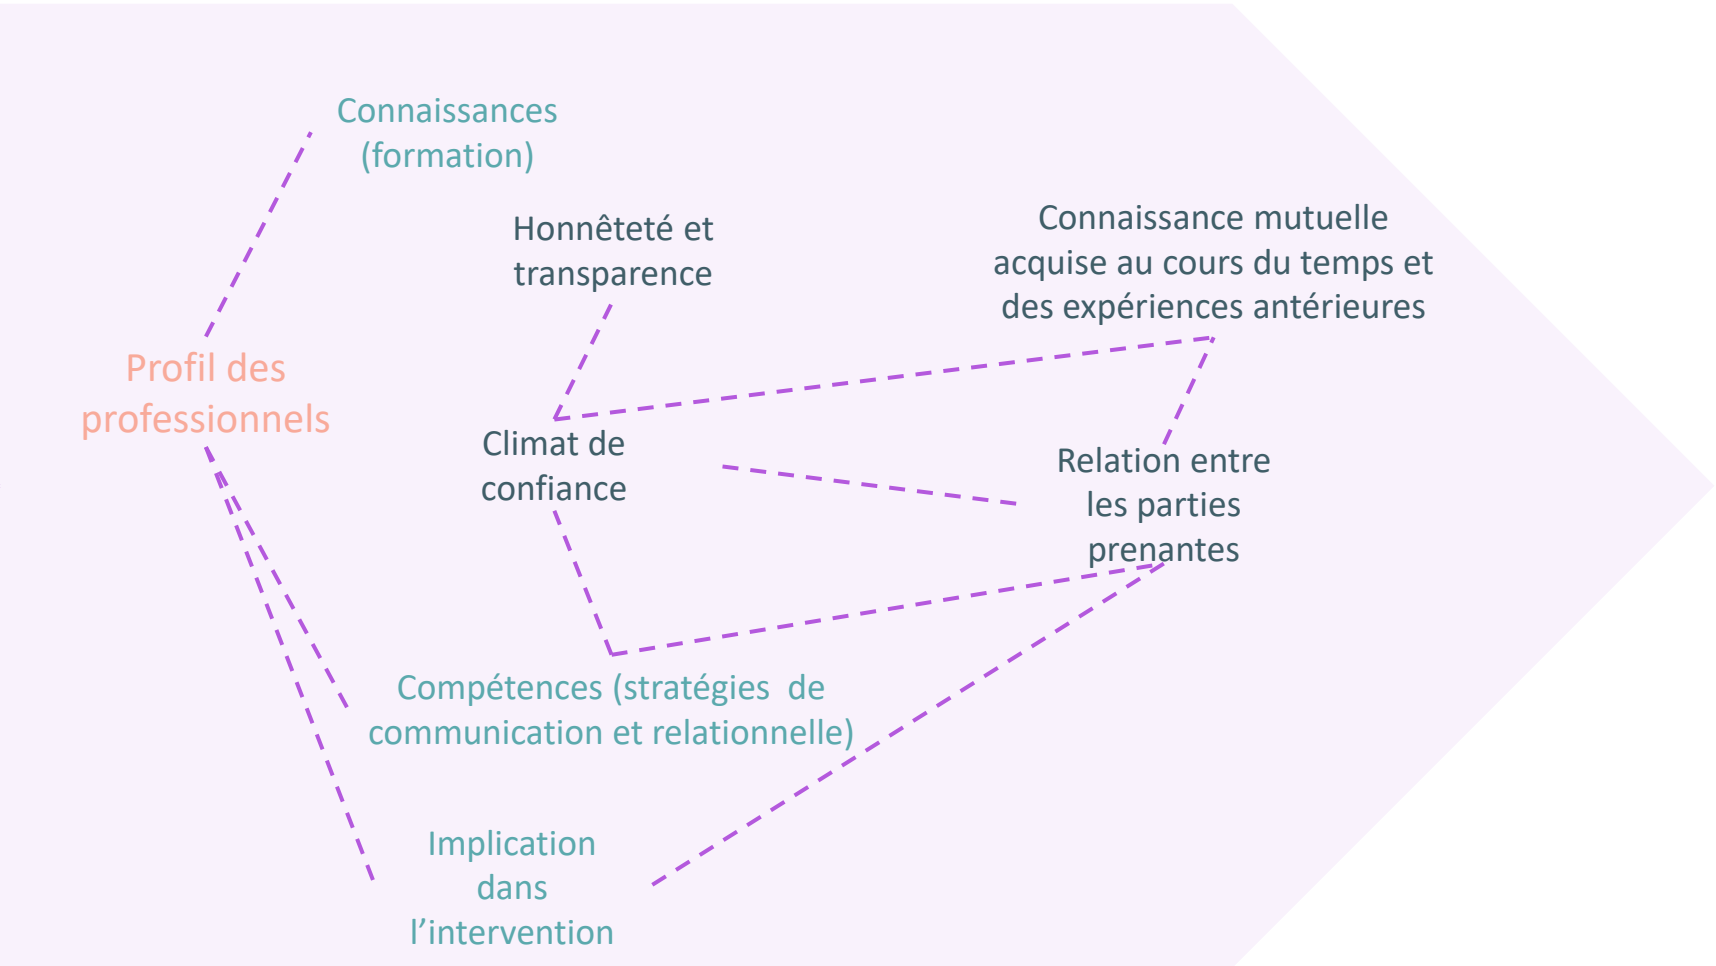 Connaissances
(formation)
Honnêteté et
transparence
Connaissance mutuelle
acquise au cours du temps et
des expériences antérieures
Profil des
professionnels
Climat de
confiance
Relation entre
les parties
prenantes
Compétences (stratégies  de
communication et relationnelle)
Implication
dans
l’intervention